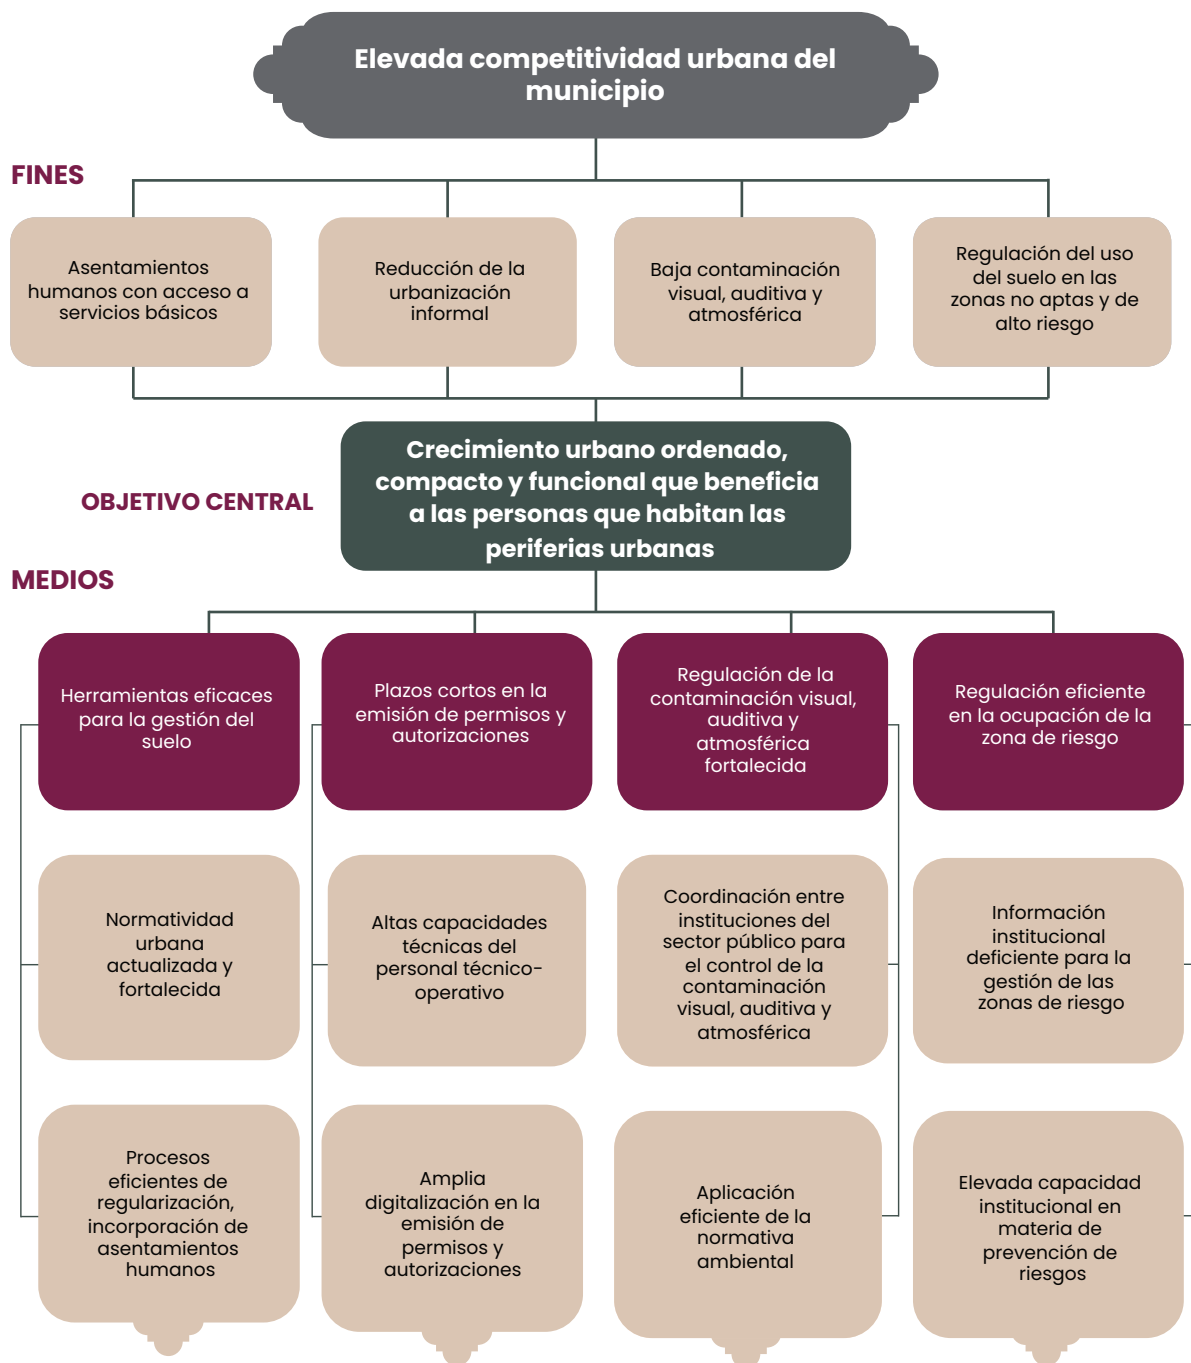 Elevada competitividad urbana del
municipio
FINES
Asentamientos
humanos con acceso a
servicios básicos
Reducción de la
urbanización
informal
Baja contaminación
visual, auditiva y
atmosférica
Regulación del uso
del suelo en las
zonas no aptas y de
alto riesgo
OBJETIVO CENTRAL
Crecimiento urbano ordenado,
compacto y funcional que beneficia
a las personas que habitan las
periferias urbanas
MEDIOS
Herramientas eficaces
para la gestión del
suelo
Plazos cortos en la
emisión de permisos y
autorizaciones
Regulación de la
contaminación visual,
auditiva y
atmosférica
fortalecida
Regulación eficiente
en la ocupación de la
zona de riesgo
Normatividad
urbana
actualizada y
fortalecida
Altas capacidades
técnicas del
personal técnico-
operativo
Coordinación entre
instituciones del
sector público para
el control de la
contaminación
visual, auditiva y
atmosférica
Información
institucional
deficiente para la
gestión de las
zonas de riesgo
Procesos
eficientes de
regularización,
incorporación de
asentamientos
humanos
Amplia
digitalización en la
emisión de
permisos y
autorizaciones
Aplicación
eficiente de la
normativa
ambiental
Elevada capacidad
institucional en
materia de
prevención de
riesgos